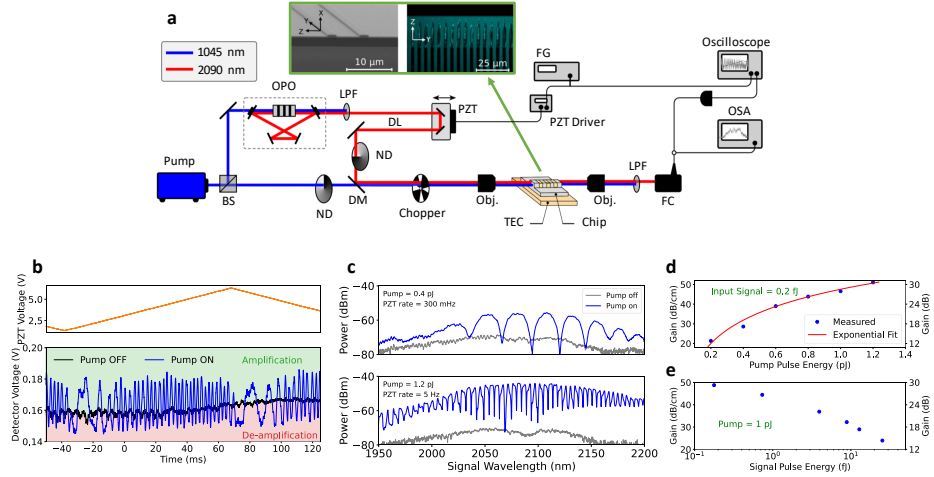 a
1045 nm
2090 nm
X
Y
Z
10 μm
Z
Y
25 μm
OPO
LPF
PZT
DL
ND
FG
PZT Driver
Oscilloscope
OSA
Pump
BS
ND
DM
Chopper
Obj.
TEC
Chip
Obj.
LPF
FC
b
PZT Voltage (V)
5.0
2.5
Detector Voltage (V)
0,20
0,18
0,16
0,14
Pump OFF
Pump ON
Amplification
De-amplification
-40
-20
0
20
40
60
80
100
120
Time (ms)
c
Power (dBm)
−40
−60
−80
Pump = 0.4 pJ
PZT rate = 300 mHz
Pump off
Pump on
Power (dBm)
−40
−60
−80
Pump = 1.2 pJ
PZT rate = 5 Hz
1950
2000
2050
2100
2150
2200
Signal Wavelength (nm)
d
Gain (dB/cm)
50
40
30
20
Input Signal = 0,2 fJ
Measured
Exponential Fit
30
24
18
12
Gain (dB)
0.2
0.4
0.6
0.8
1.0
1.2
1.4
Pump Pulse Energy (pJ)
e
Gain (dB/cm)
50
40
30
20
Pump = 1 pJ
30
24
18
12
Gain (dB)
10⁻¹
10⁰
10¹
Signal Pulse Energy (fJ)